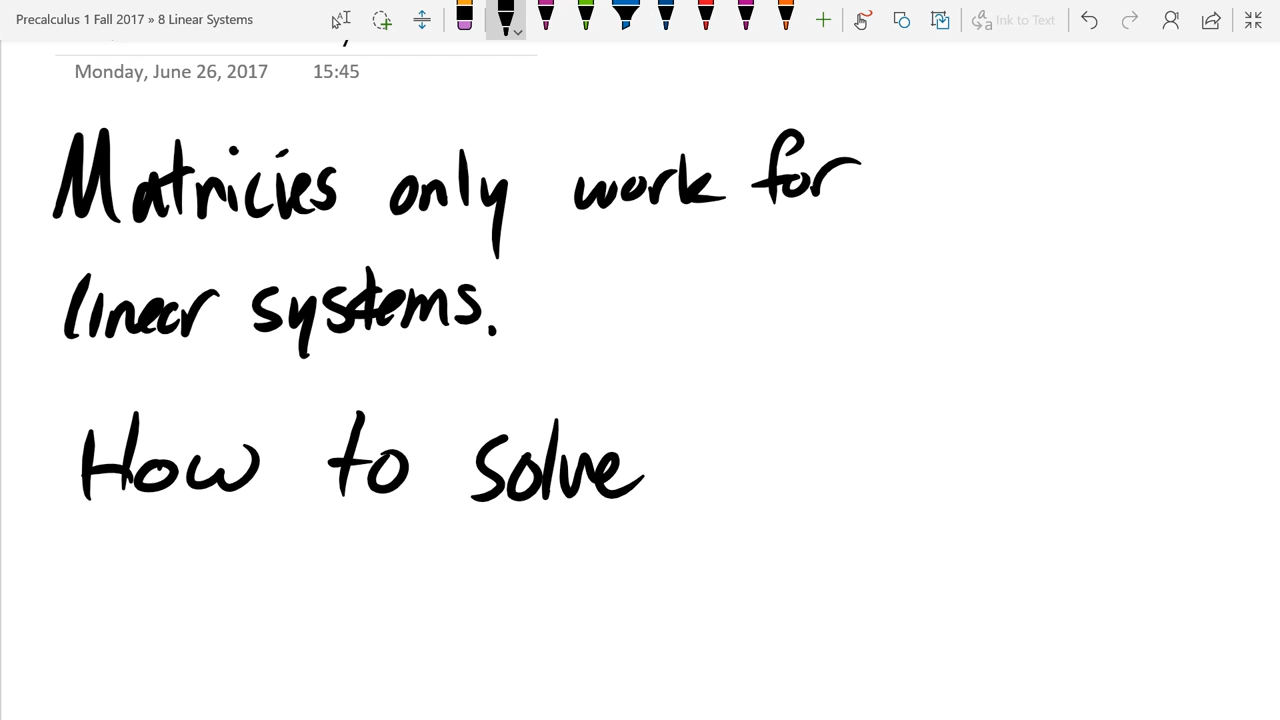 Precalculus 1 Fall 2017 » 8 Linear Systems
Ink to Text
Monday, June 26, 2017 15:45
Matricies only work for
linear systems.
How to solve